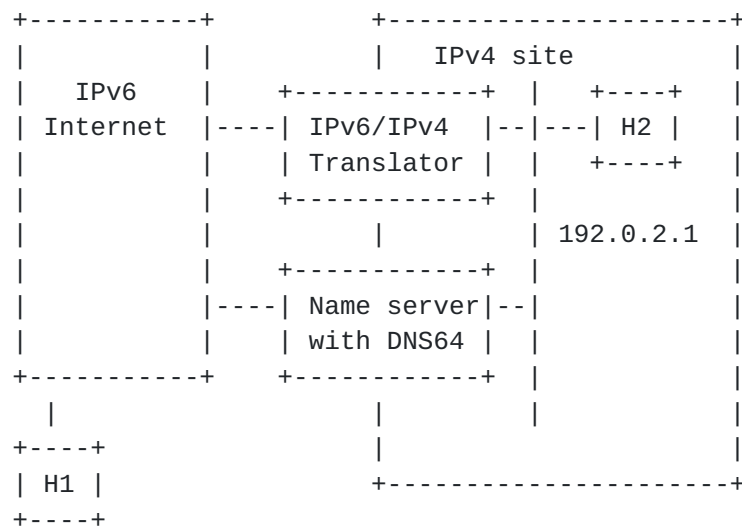 IPv4 site
IPv6
Internet
IPv6/IPv4
Translator
H2
192.0.2.1
Name server
with DNS64
H1